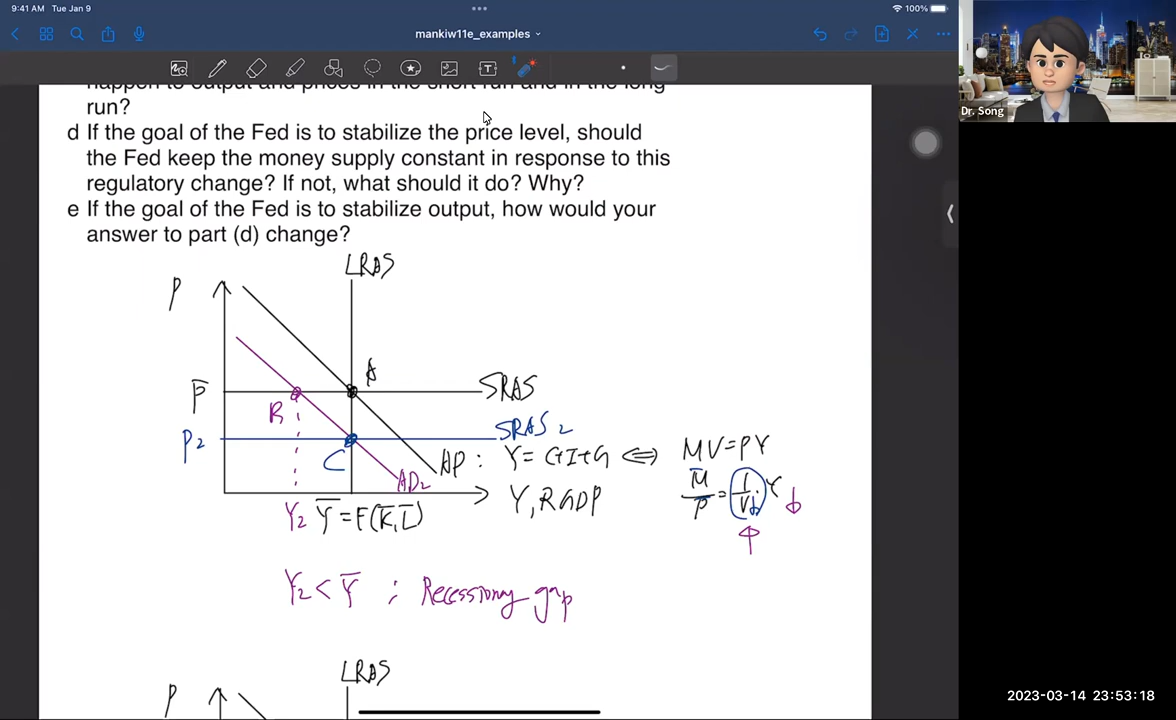 9:41 AM Tue Jan 9
100%
mankiw11e_examples
happen to output and prices in the short run and in the long
run?
d If the goal of the Fed is to stabilize the price level, should
the Fed keep the money supply constant in response to this
regulatory change? If not, what should it do? Why?
e If the goal of the Fed is to stabilize output, how would your
answer to part (d) change?
LRAS
P
A
P̅ SRAS
B
P2 SRAS2
C AD : Y = C+I+G ⟺ MV=PY
AD2 M̅/P = 1/V · Y
Y2 Y̅ = F(K̅, L̅) Y, RGDP
Y2 < Y̅ ; Recessionary gap
LRAS
P
Dr. Song
2023-03-14 23:53:18